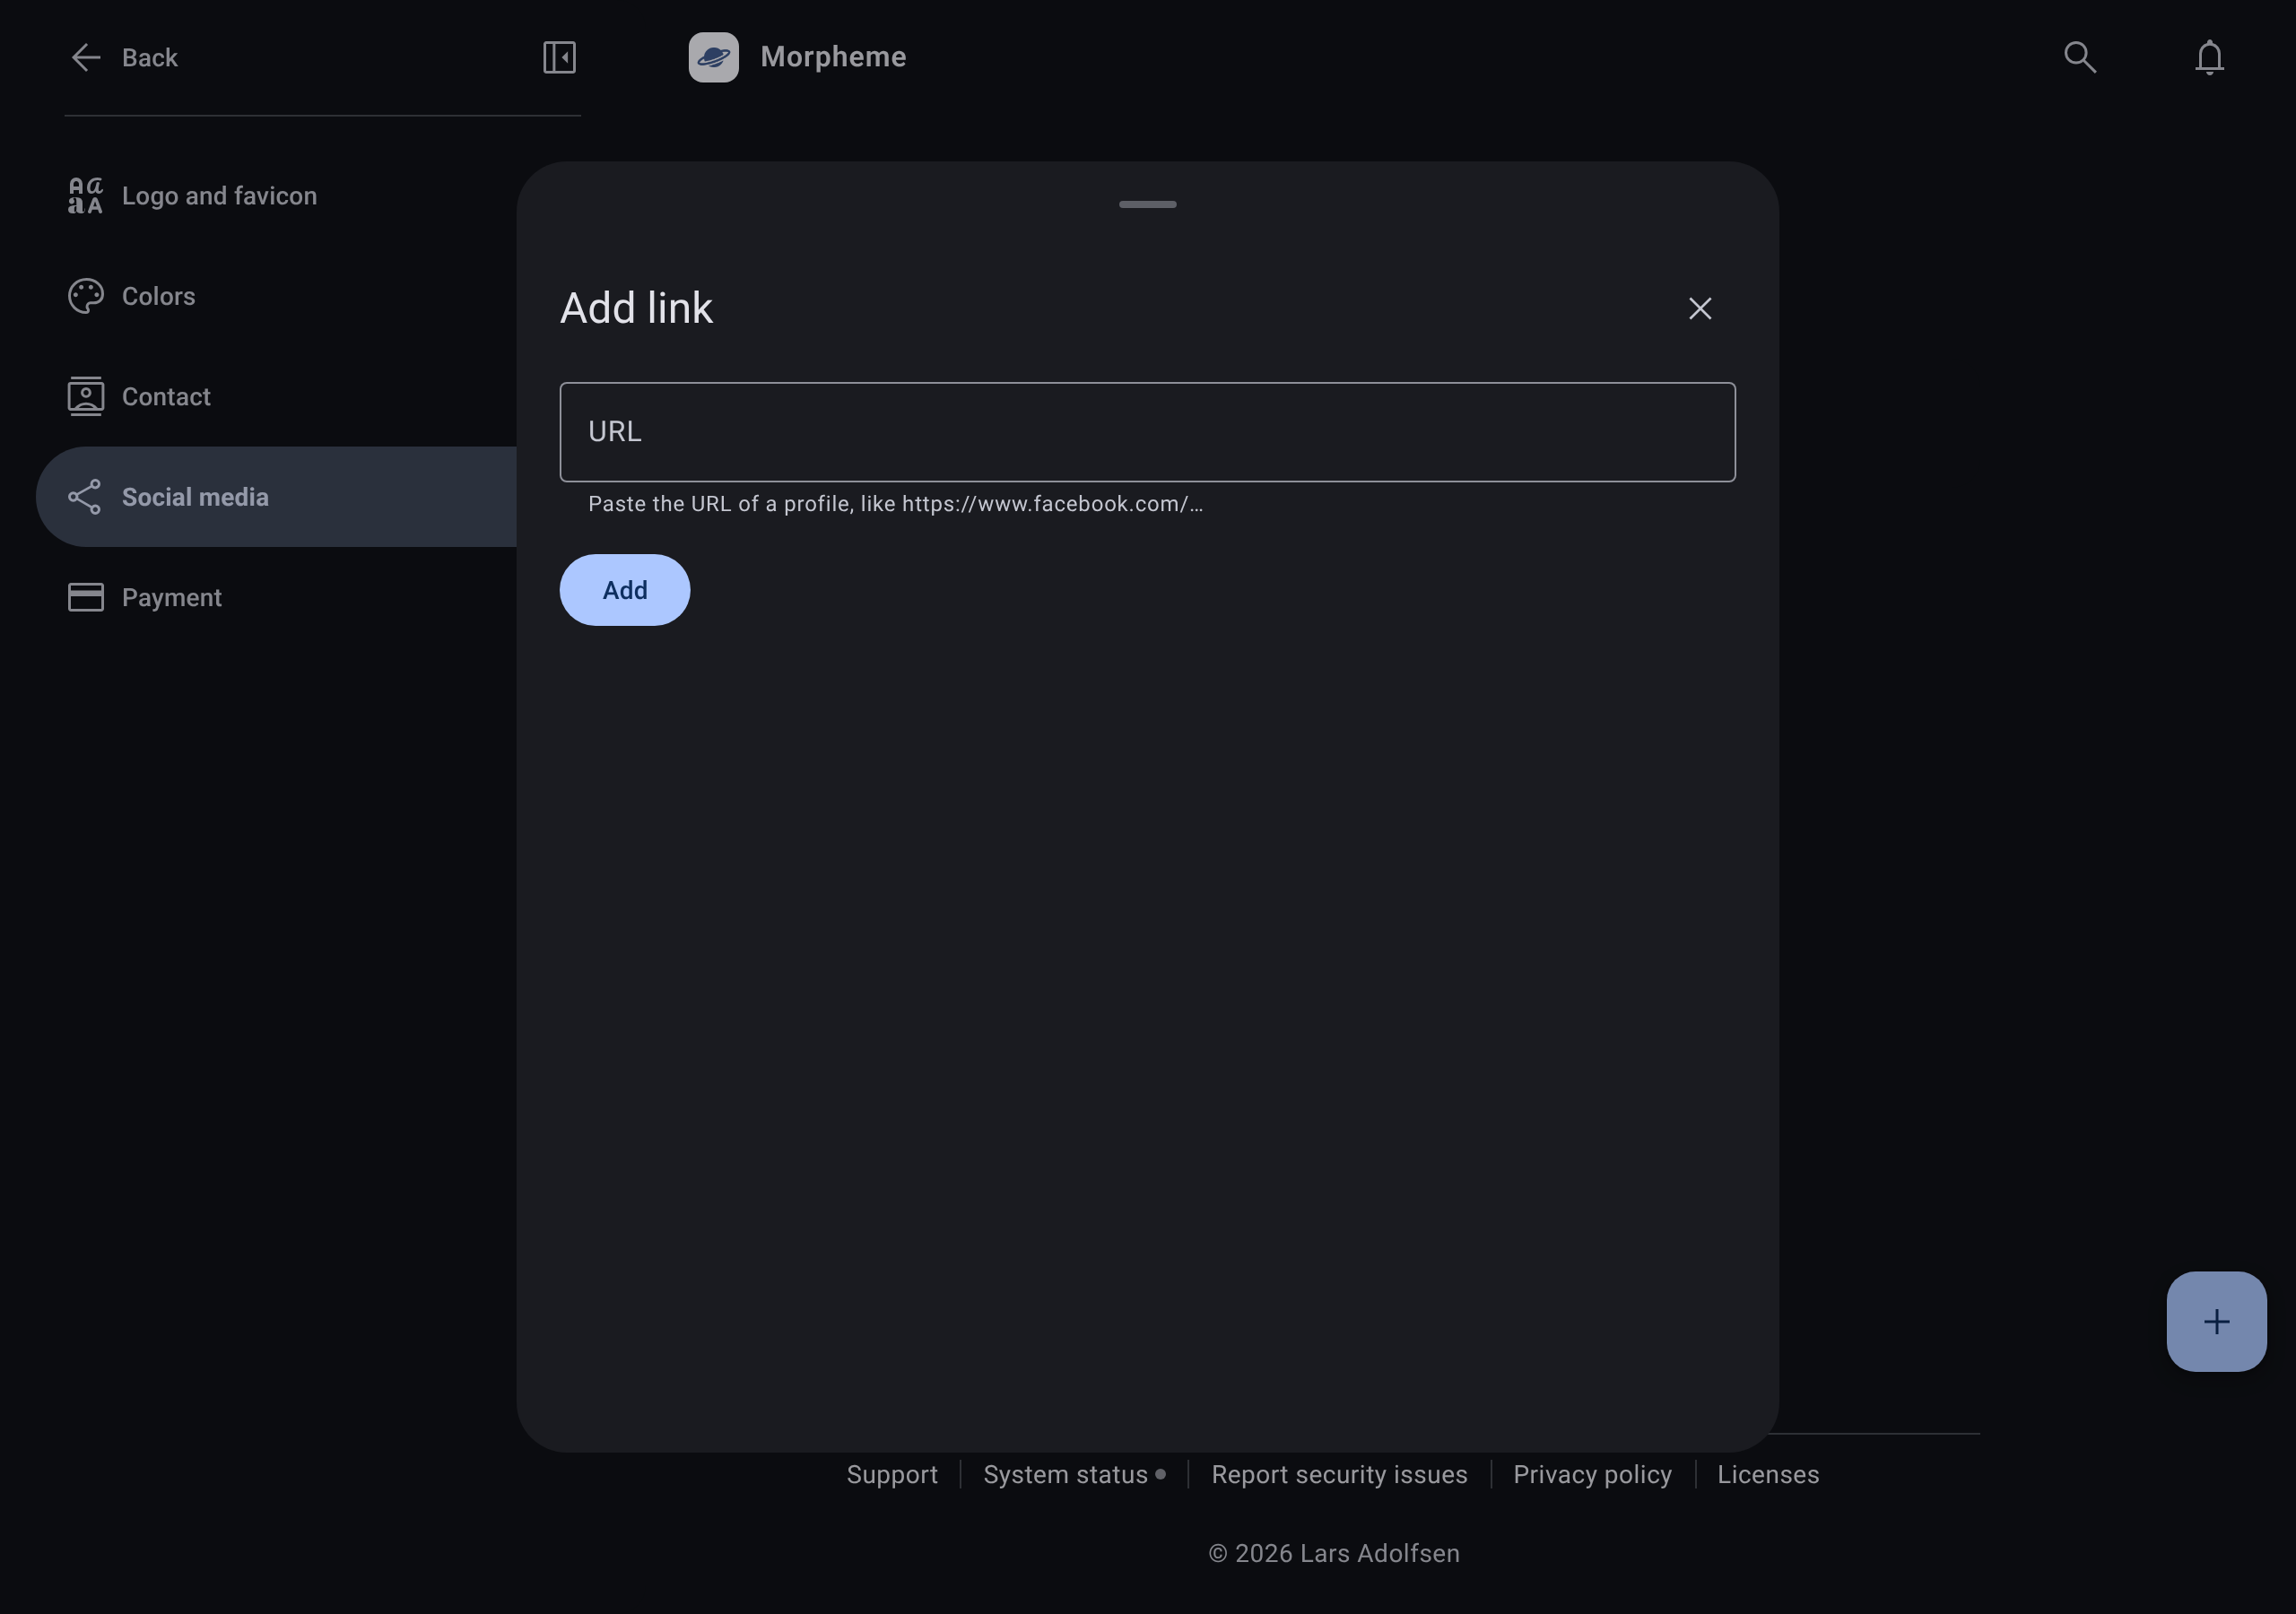 Back
Morpheme
Logo and favicon
Colors
Contact
Social media
Payment
Add link
URL
Paste the URL of a profile, like https://www.facebook.com/…
Add
Support
System status
Report security issues
Privacy policy
Licenses
© 2026 Lars Adolfsen